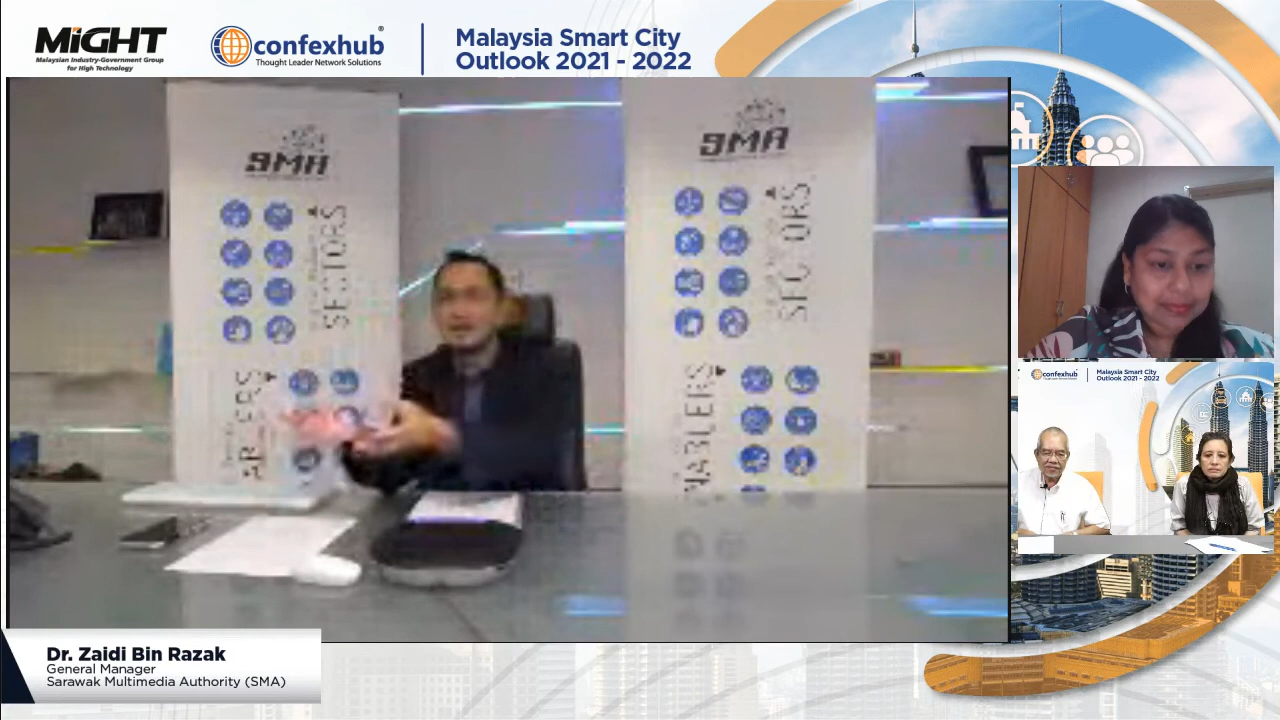 MiGHT
Malaysian Industry-Government Group
for High Technology
confexhub®
Thought Leader Network Solutions
Malaysia Smart City
Outlook 2021 - 2022
SMA
SECTORS
SMA
SECTORS
confexhub
Malaysia Smart City
Outlook 2021 - 2022
Dr. Zaidi Bin Razak
General Manager
Sarawak Multimedia Authority (SMA)